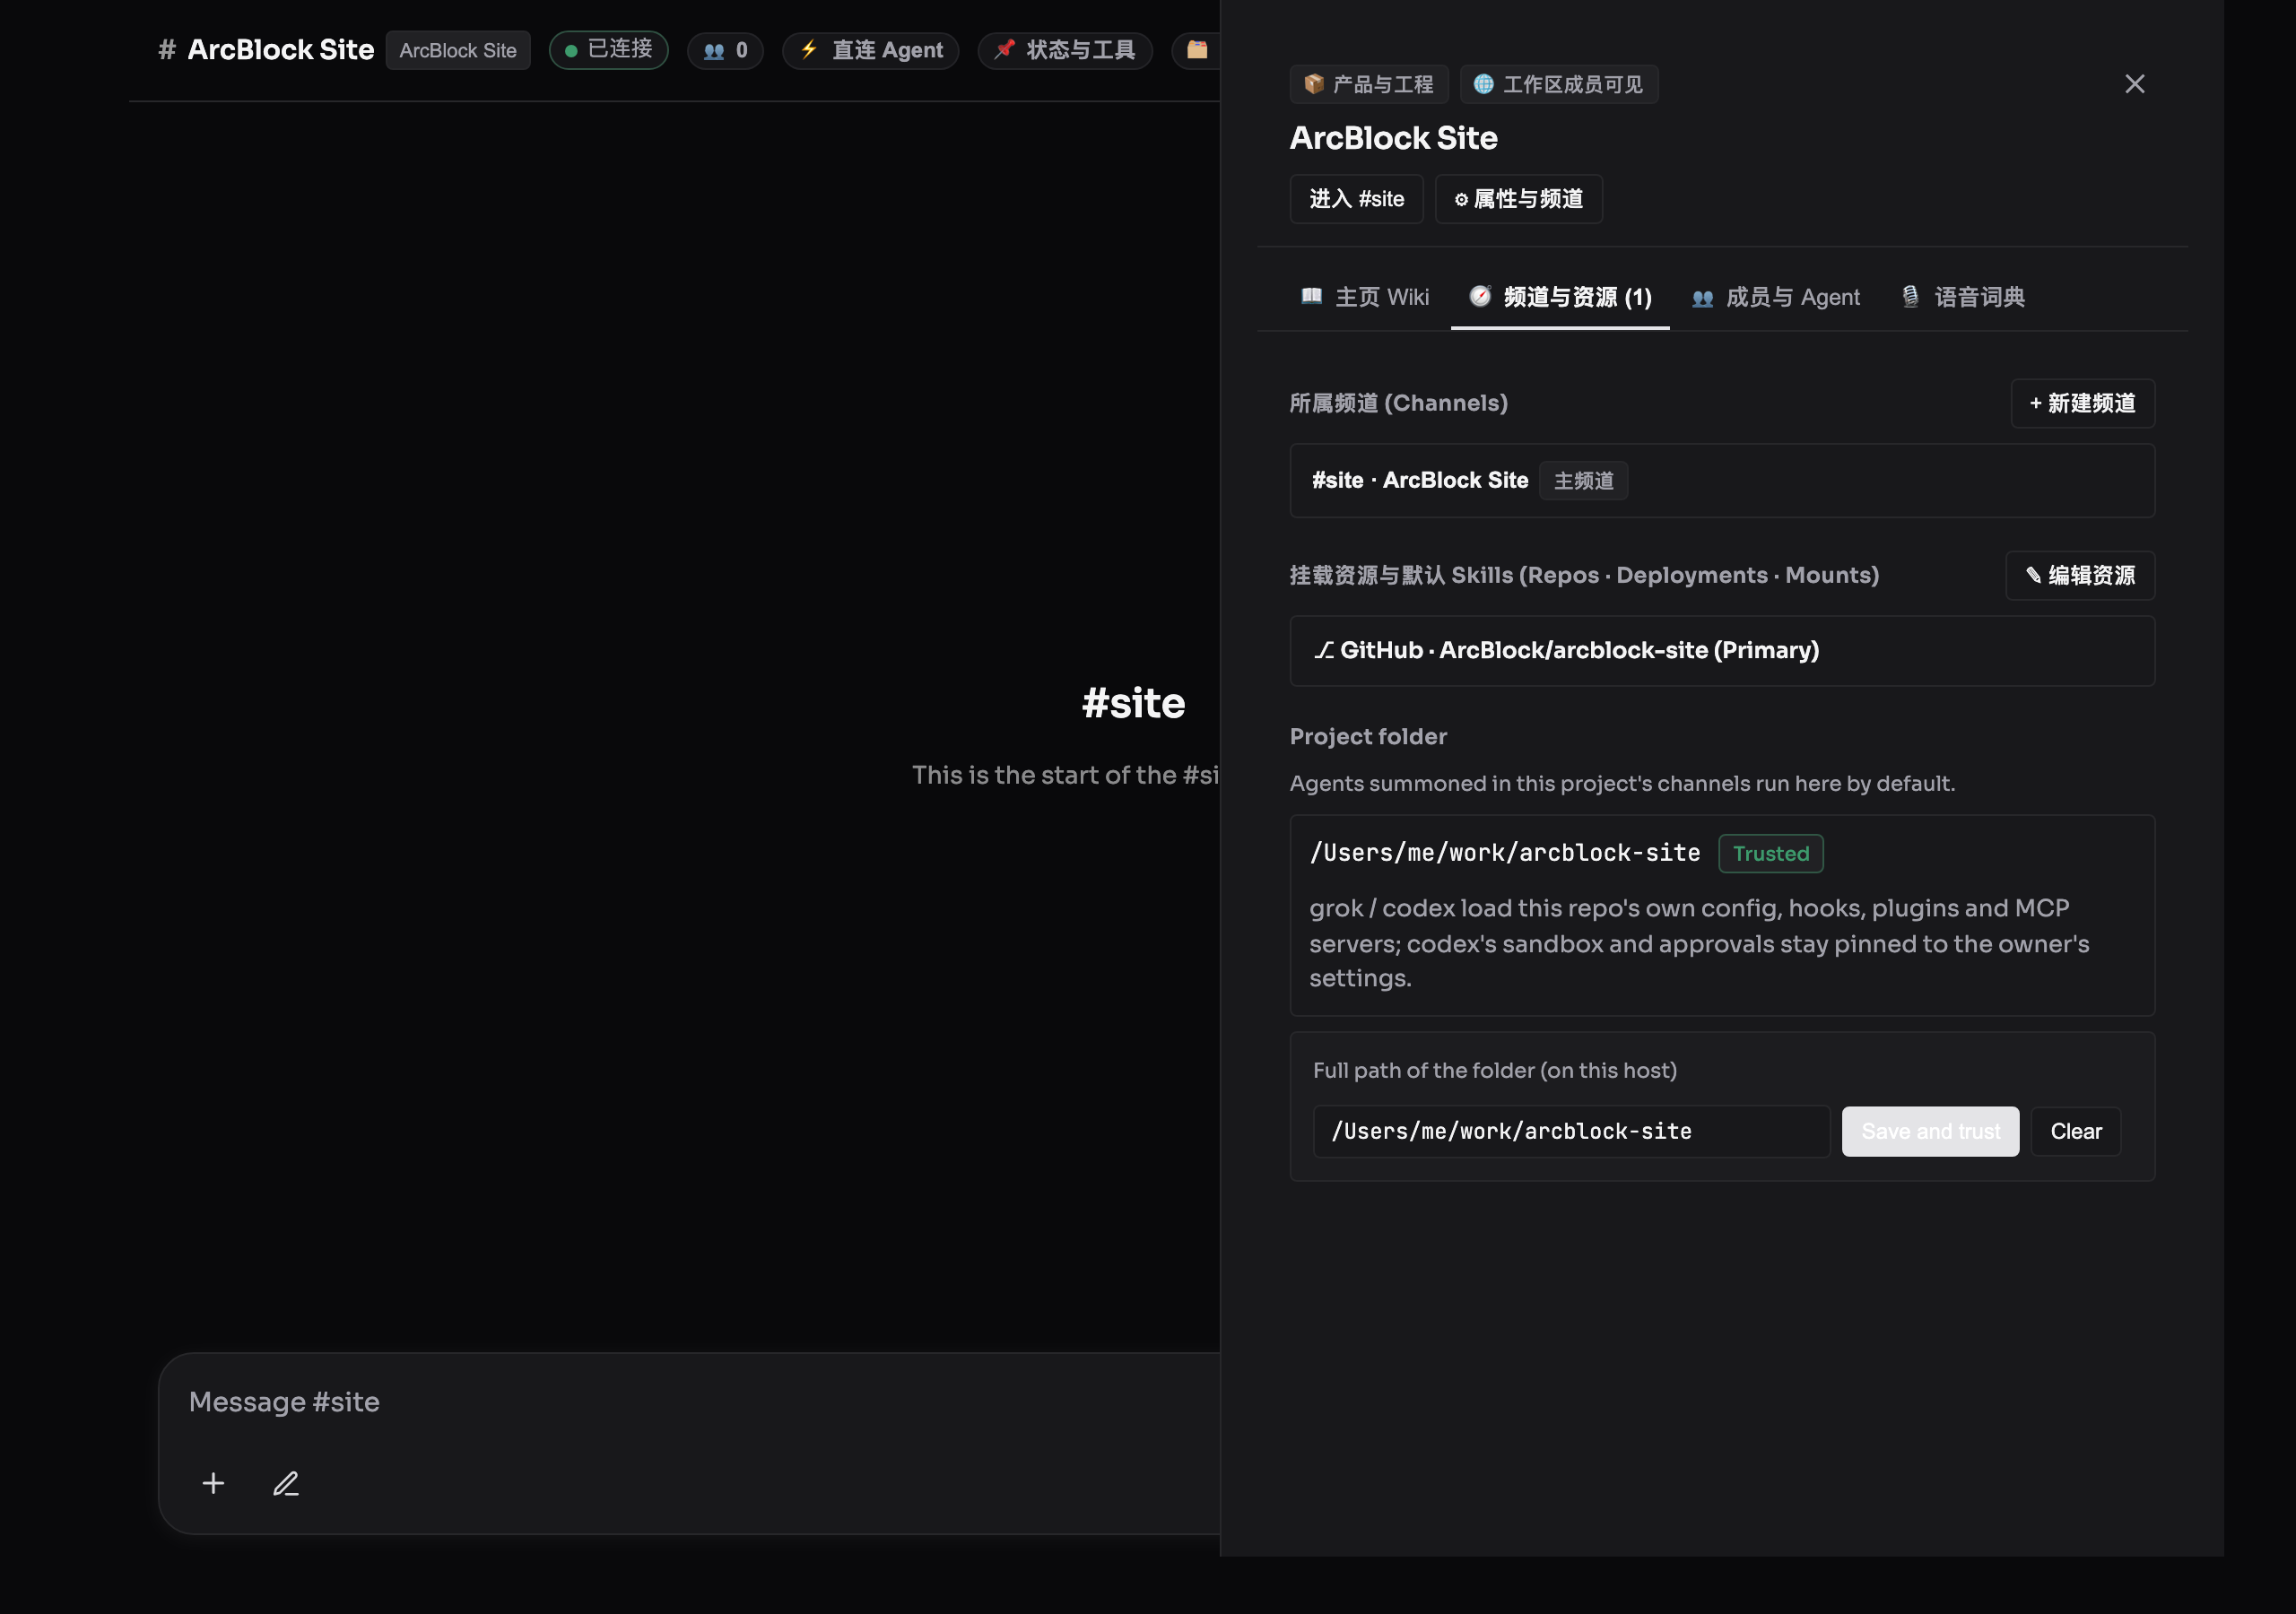 # ArcBlock Site ArcBlock Site 已连接 0 直连 Agent 状态与工具
#site
This is the start of the #si
Message #site
产品与工程 工作区成员可见
ArcBlock Site
进入 #site 属性与频道
主页 Wiki 频道与资源 (1) 成员与 Agent 语音词典
所属频道 (Channels) + 新建频道
#site · ArcBlock Site 主频道
挂载资源与默认 Skills (Repos · Deployments · Mounts) ✎ 编辑资源
GitHub · ArcBlock/arcblock-site (Primary)
Project folder
Agents summoned in this project's channels run here by default.
/Users/me/work/arcblock-site Trusted
grok / codex load this repo's own config, hooks, plugins and MCP
servers; codex's sandbox and approvals stay pinned to the owner's
settings.
Full path of the folder (on this host)
/Users/me/work/arcblock-site Save and trust Clear